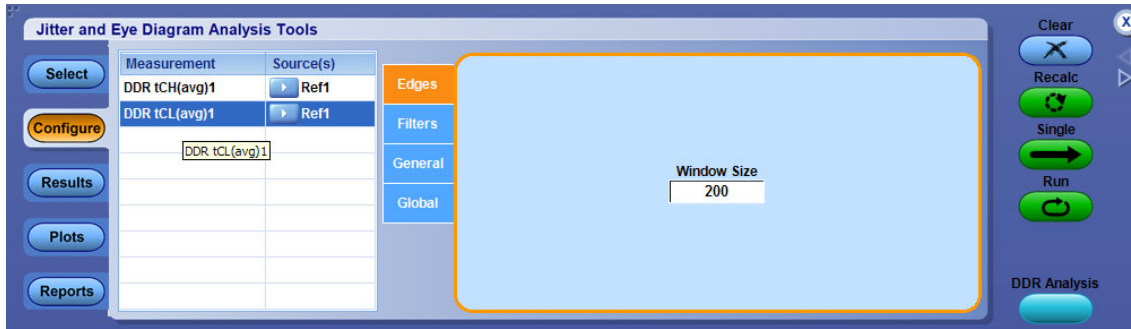 Jitter and Eye Diagram Analysis Tools
Select
Configure
Results
Plots
Reports
Measurement Source(s)
DDR tCH(avg)1 Ref1
DDR tCL(avg)1 Ref1
DDR tCL(avg)1
Edges
Filters
General
Global
Window Size
200
Clear
X
Recalc
Single
Run
DDR Analysis